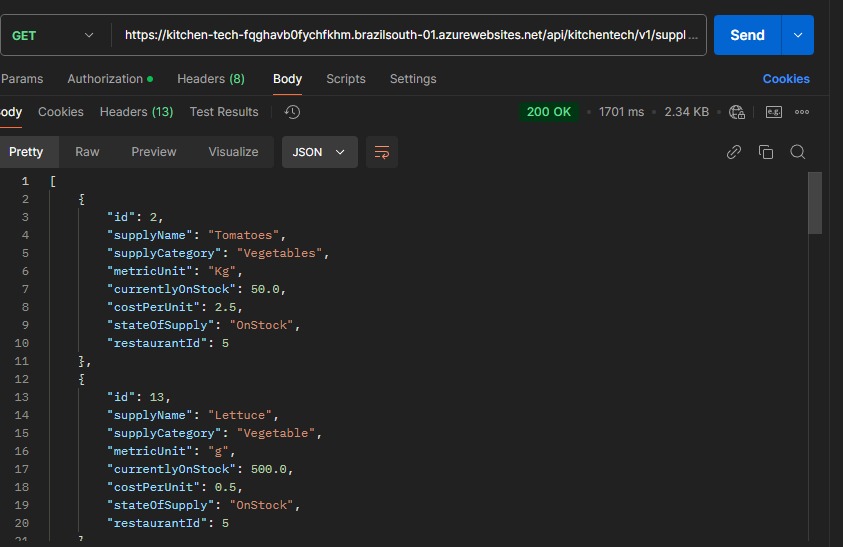 GET https://kitchen-tech-fqghavb0fychfkhm.brazilsouth-01.azurewebsites.net/api/kitchentech/v1/suppl ... Send
Params Authorization Headers (8) Body Scripts Settings Cookies
ody Cookies Headers (13) Test Results 200 OK 1701 ms 2.34 KB e.g.
Pretty Raw Preview Visualize JSON
1 [
2 {
3 "id": 2,
4 "supplyName": "Tomatoes",
5 "supplyCategory": "Vegetables",
6 "metricUnit": "Kg",
7 "currentlyOnStock": 50.0,
8 "costPerUnit": 2.5,
9 "stateOfSupply": "OnStock",
10 "restaurantId": 5
11 },
12 {
13 "id": 13,
14 "supplyName": "Lettuce",
15 "supplyCategory": "Vegetable",
16 "metricUnit": "g",
17 "currentlyOnStock": 500.0,
18 "costPerUnit": 0.5,
19 "stateOfSupply": "OnStock",
20 "restaurantId": 5
21 }